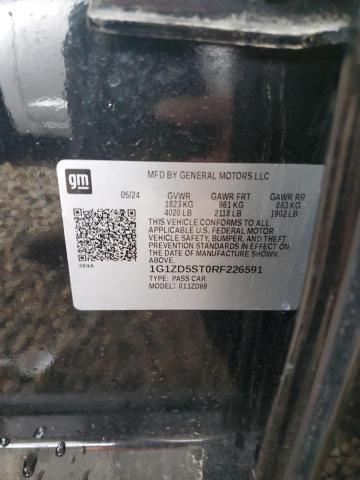 gm
MFD BY GENERAL MOTORS LLC
05/24 GVWR GAWR FRT GAWR RR
1823 KG 961 KG 863 KG
4020 LB 2118 LB 1902 LB
THIS VEHICLE CONFORMS TO ALL
APPLICABLE U.S. FEDERAL MOTOR
VEHICLE SAFETY, BUMPER, AND THEFT
PREVENTION STANDARDS IN EFFECT ON
THE DATE OF MANUFACTURE SHOWN ABOVE.
384A
1G1ZD5ST0RF226591
TYPE: PASS CAR
MODEL: 011ZD69